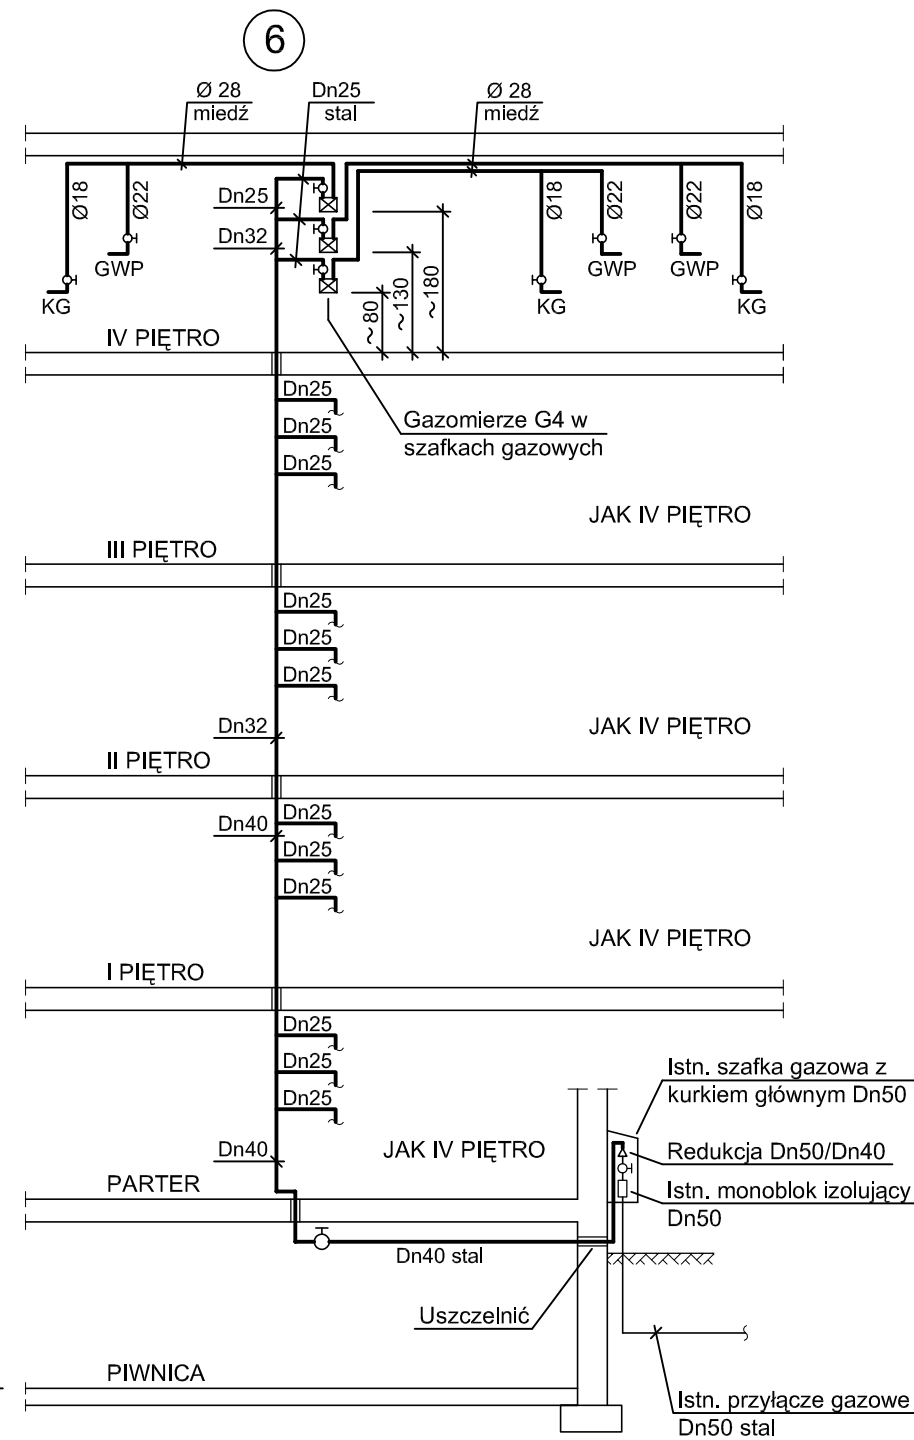 6
Ø 28
miedź
Dn25
stal
Ø 28
miedź
Ø18
Ø22
Dn25
Dn32
Ø18
Ø22
Ø22
Ø18
GWP
KG
GWP
GWP
KG
KG
~80
~130
~180
IV PIĘTRO
Dn25
Dn25
Dn25
Gazomierze G4 w
szafkach gazowych
JAK IV PIĘTRO
III PIĘTRO
Dn25
Dn25
Dn25
Dn32
JAK IV PIĘTRO
II PIĘTRO
Dn40
Dn25
Dn25
Dn25
JAK IV PIĘTRO
I PIĘTRO
Dn25
Dn25
Dn25
Dn40
JAK IV PIĘTRO
Istn. szafka gazowa z
kurkiem głównym Dn50
Redukcja Dn50/Dn40
Istn. monoblok izolujący
Dn50
PARTER
Dn40 stal
Uszczelnić
PIWNICA
Istn. przyłącze gazowe
Dn50 stal